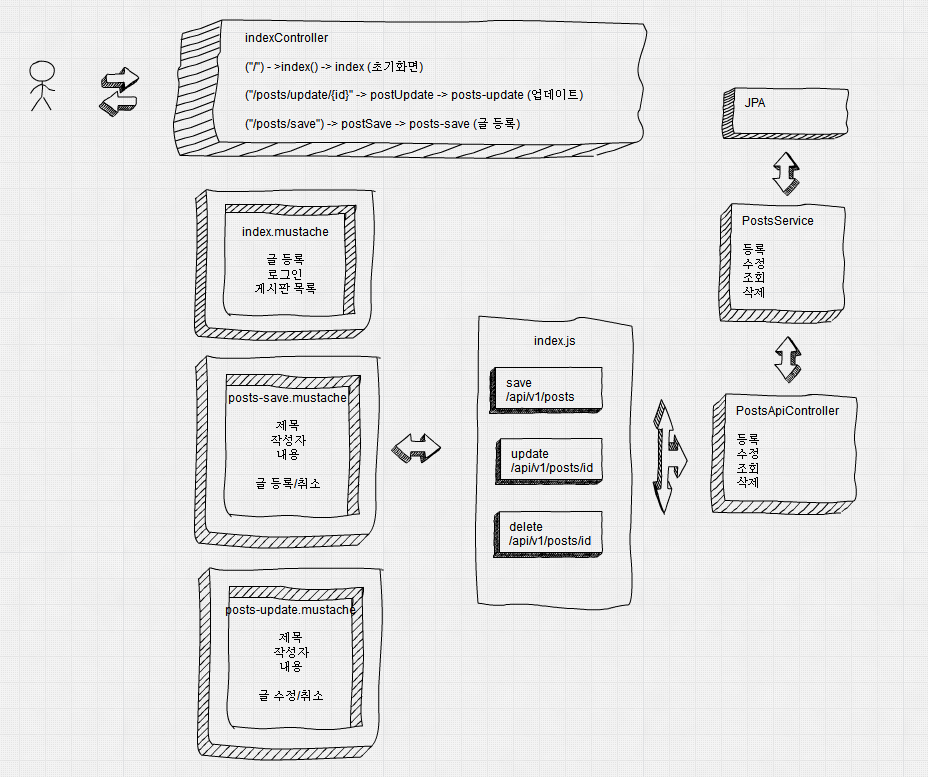 indexController
("/") - >index() -> index (초기화면)
("/posts/update/{id}" -> postUpdate -> posts-update (업데이트)
("/posts/save") -> postSave -> posts-save (글 등록)
JPA
PostsService
등록
수정
조회
삭제
index.mustache
글 등록
로그인
게시판 목록
index.js
save
/api/v1/posts
update
/api/v1/posts/id
delete
/api/v1/posts/id
posts-save.mustache
제목
작성자
내용
글 등록/취소
PostsApiController
등록
수정
조회
삭제
posts-update.mustache
제목
작성자
내용
글 수정/취소